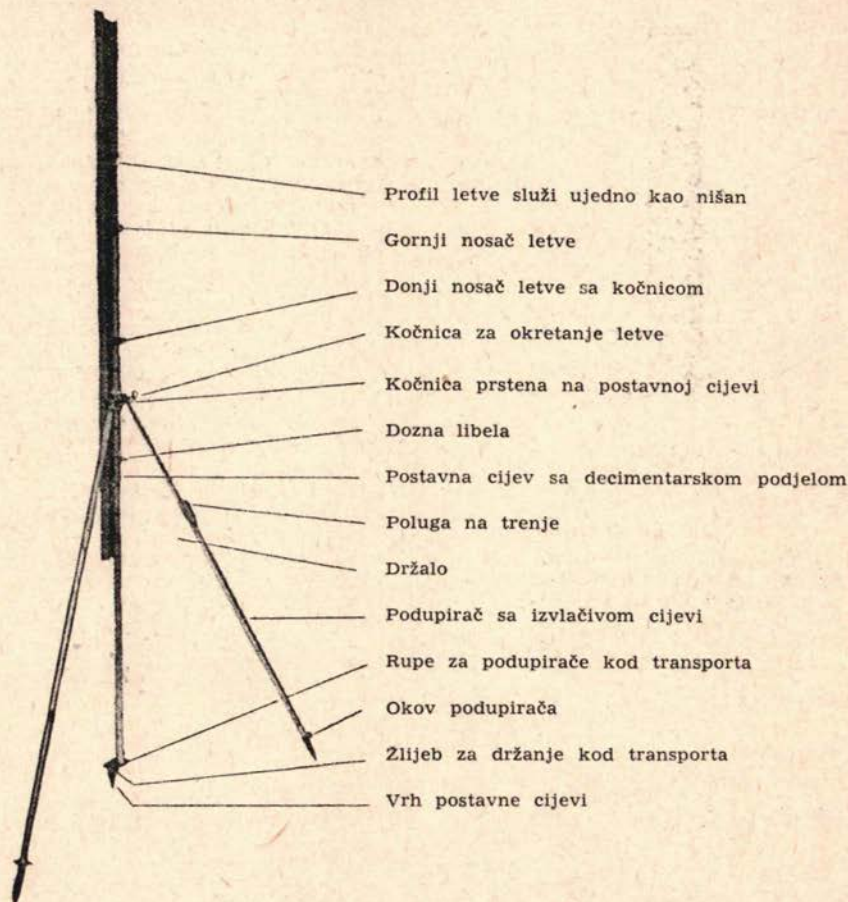 Profil letve služi ujedno kao nišan
Gornji nosač letve
Donji nosač letve sa kočnicom
Kočnica za okretanje letve
Kočnica prstena na postavnoj cijevi
Dozna libela
Postavna cijev sa decimentarskom podjelom
Poluga na trenje
Držalo
Podupirač sa izvlačivom cijevi
Rupe za podupirače kod transporta
Okov podupirača
Žlijeb za držanje kod transporta
Vrh postavne cijevi